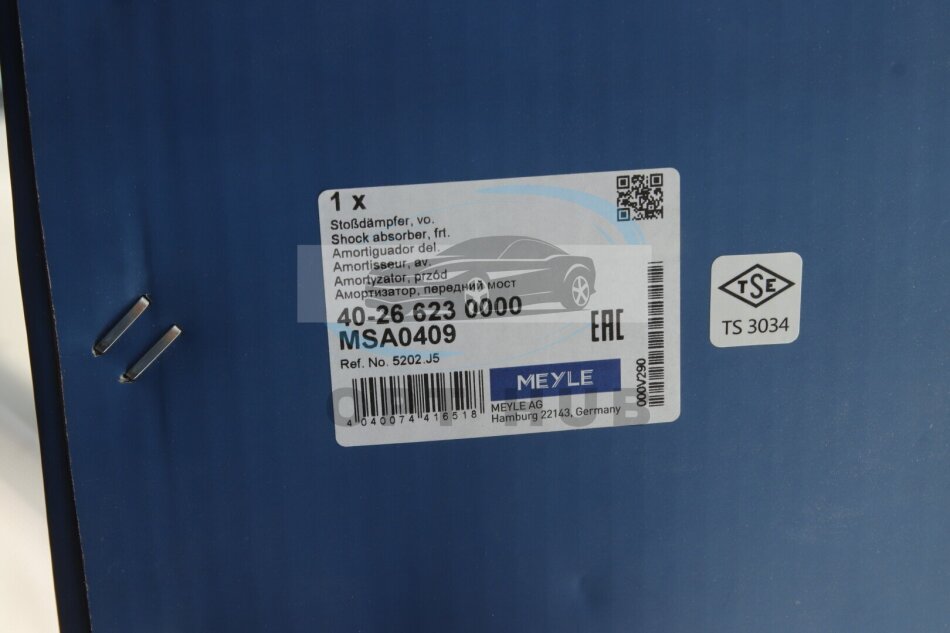 1 x
Stoßdämpfer, vo.
Shock absorber, frt.
Amortiguador del.
Amortisseur, av.
Amortyzator, przód
Амортизатор, передний мост
40-26 623 0000
MSA0409
Ref. No. 5202.J5
EAC
MEYLE
MEYLE AG
Hamburg 22143, Germany
4 040074 416518
000V290
TSE
TS 3034